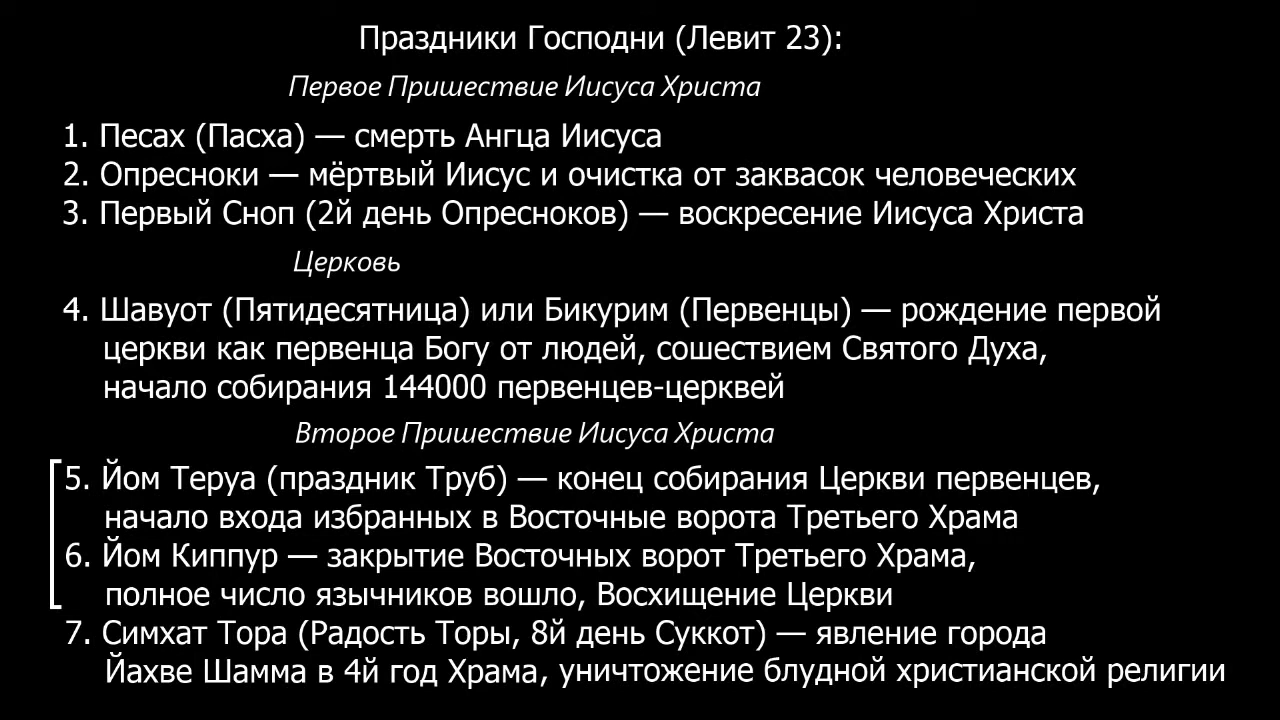 Праздники Господни (Левит 23):
Первое Пришествие Иисуса Христа
1. Песах (Пасха) — смерть Ангца Иисуса
2. Опресноки — мёртвый Иисус и очистка от заквасок человеческих
3. Первый Сноп (2й день Опресноков) — воскресение Иисуса Христа
Церковь
4. Шавуот (Пятидесятница) или Бикурим (Первенцы) — рождение первой
церкви как первенца Богу от людей, сошествием Святого Духа,
начало собирания 144000 первенцев-церквей
Второе Пришествие Иисуса Христа
5. Йом Теруа (праздник Труб) — конец собирания Церкви первенцев,
начало входа избранных в Восточные ворота Третьего Храма
6. Йом Киппур — закрытие Восточных ворот Третьего Храма,
полное число язычников вошло, Восхищение Церкви
7. Симхат Тора (Радость Торы, 8й день Суккот) — явление города
Йахве Шамма в 4й год Храма, уничтожение блудной христианской религии